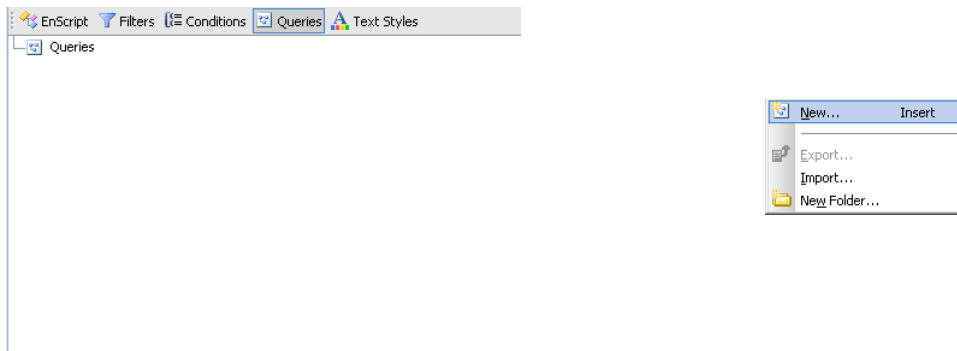 EnScript Filters Conditions Queries Text Styles
Queries
New... Insert
Export...
Import...
New Folder...